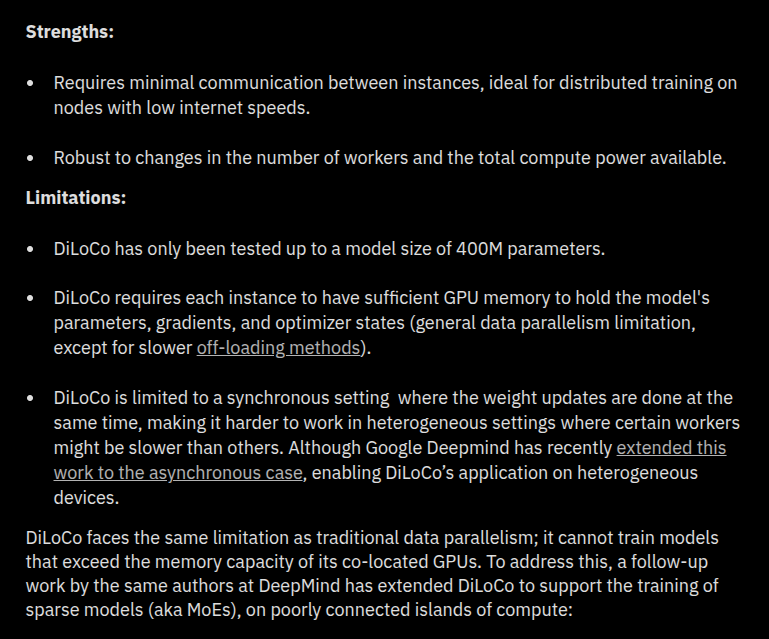 Strengths:
• Requires minimal communication between instances, ideal for distributed training on
nodes with low internet speeds.
• Robust to changes in the number of workers and the total compute power available.
Limitations:
• DiLoCo has only been tested up to a model size of 400M parameters.
• DiLoCo requires each instance to have sufficient GPU memory to hold the model's
parameters, gradients, and optimizer states (general data parallelism limitation,
except for slower off-loading methods).
• DiLoCo is limited to a synchronous setting  where the weight updates are done at the
same time, making it harder to work in heterogeneous settings where certain workers
might be slower than others. Although Google Deepmind has recently extended this
work to the asynchronous case, enabling DiLoCo’s application on heterogeneous
devices.
DiLoCo faces the same limitation as traditional data parallelism; it cannot train models
that exceed the memory capacity of its co-located GPUs. To address this, a follow-up
work by the same authors at DeepMind has extended DiLoCo to support the training of
sparse models (aka MoEs), on poorly connected islands of compute: